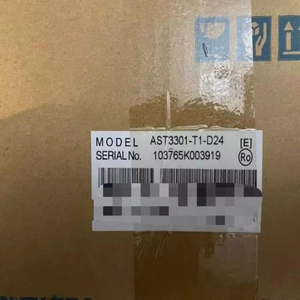 MODEL AST3301-T1-D24 [E]
SERIAL No. 103765K003919 Ro